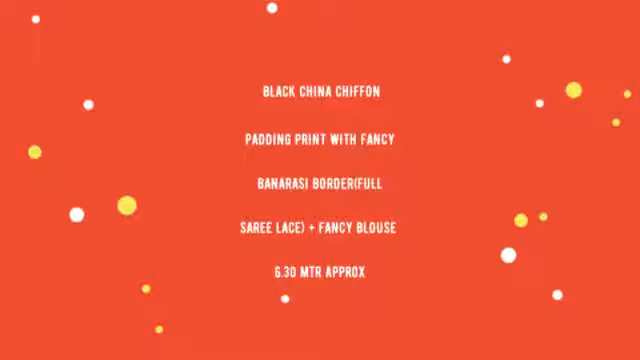 BLACK CHINA CHIFFON
PADDING PRINT WITH FANCY
BANARASI BORDER(FULL
SAREE LACE) + FANCY BLOUSE
6.30 MTR APPROX